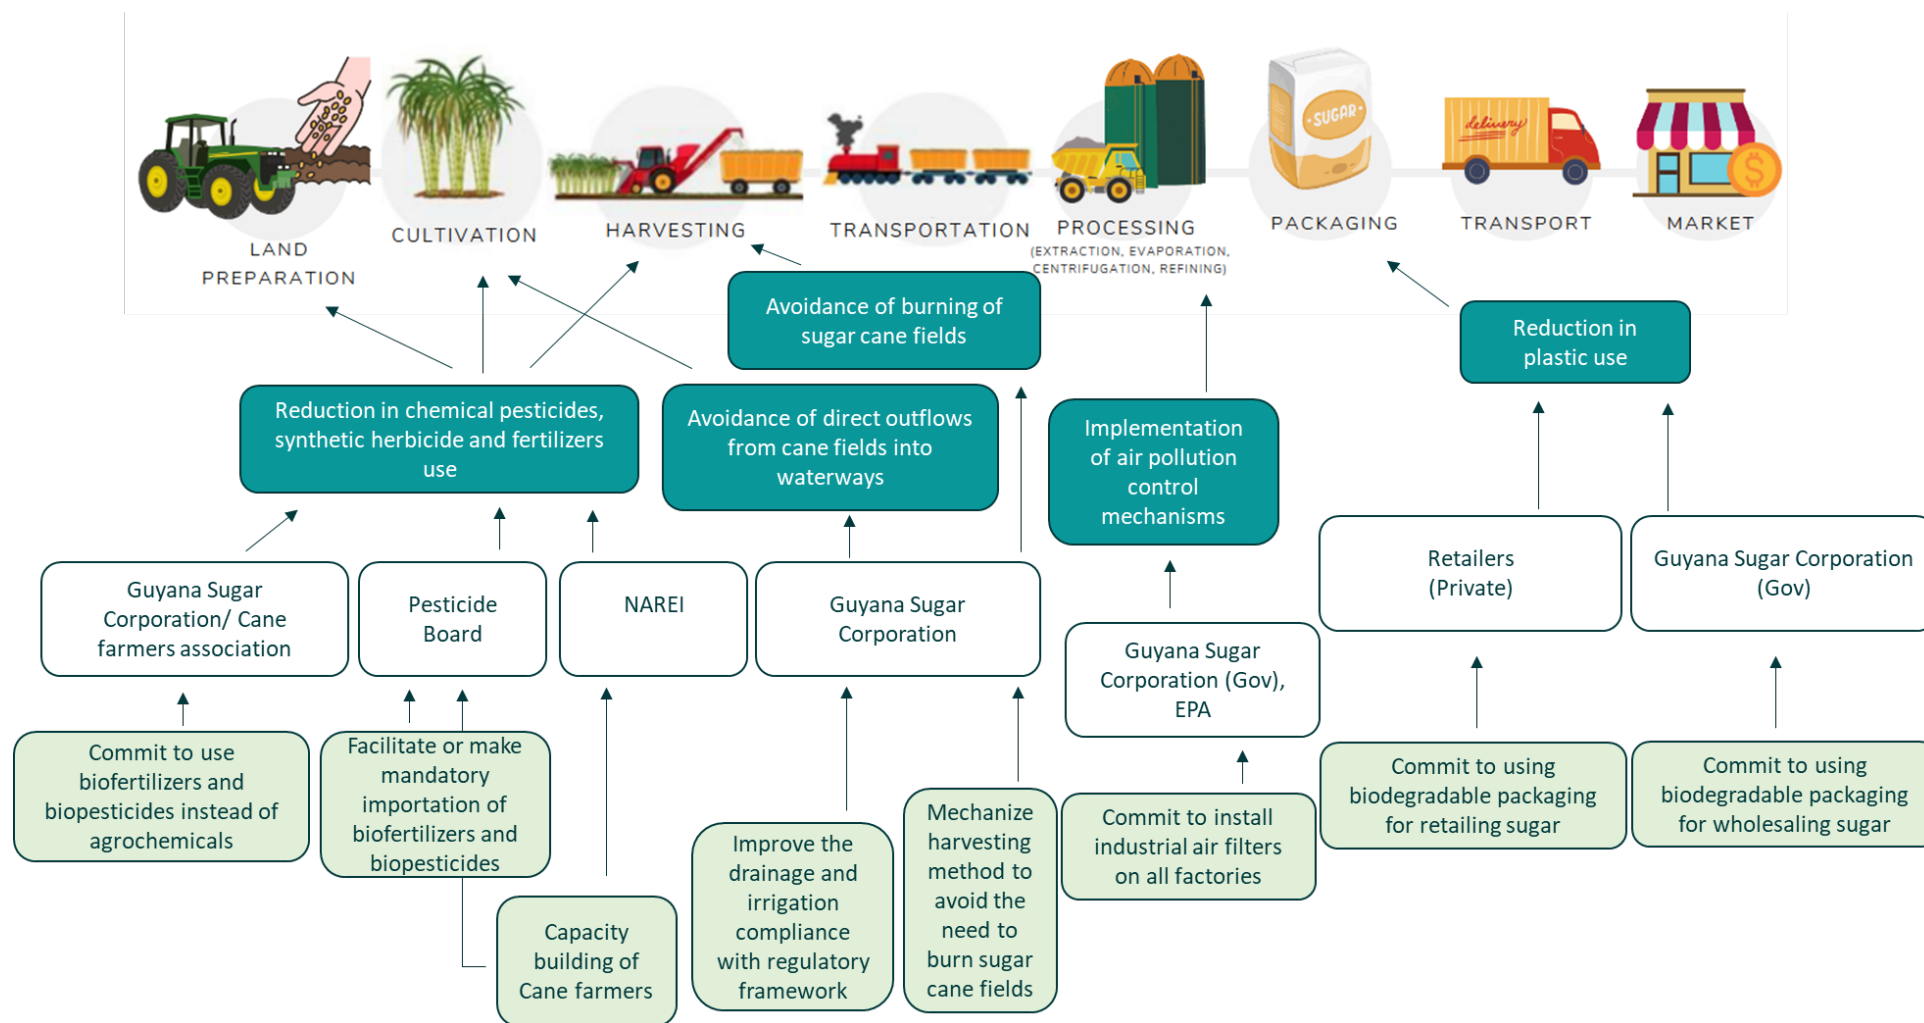 SUGAR
delivery
$
LAND
PREPARATION
CULTIVATION
HARVESTING
TRANSPORTATION
PROCESSING
(EXTRACTION, EVAPORATION,
CENTRIFUGATION, REFINING)
PACKAGING
TRANSPORT
MARKET
Avoidance of burning of
sugar cane fields
Reduction in
plastic use
Reduction in chemical pesticides,
synthetic herbicide and fertilizers
use
Avoidance of direct outflows
from cane fields into
waterways
Implementation
of air pollution
control
mechanisms
Guyana Sugar
Corporation/ Cane
farmers association
Pesticide
Board
NAREI
Guyana Sugar
Corporation
Guyana Sugar
Corporation (Gov),
EPA
Retailers
(Private)
Guyana Sugar Corporation
(Gov)
Commit to use
biofertilizers and
biopesticides instead of
agrochemicals
Facilitate or make
mandatory
importation of
biofertilizers and
biopesticides
Capacity
building of
Cane farmers
Improve the
drainage and
irrigation
compliance
with regulatory
framework
Mechanize
harvesting
method to
avoid the
need to
burn sugar
cane fields
Commit to install
industrial air filters
on all factories
Commit to using
biodegradable packaging
for retailing sugar
Commit to using
biodegradable packaging
for wholesaling sugar